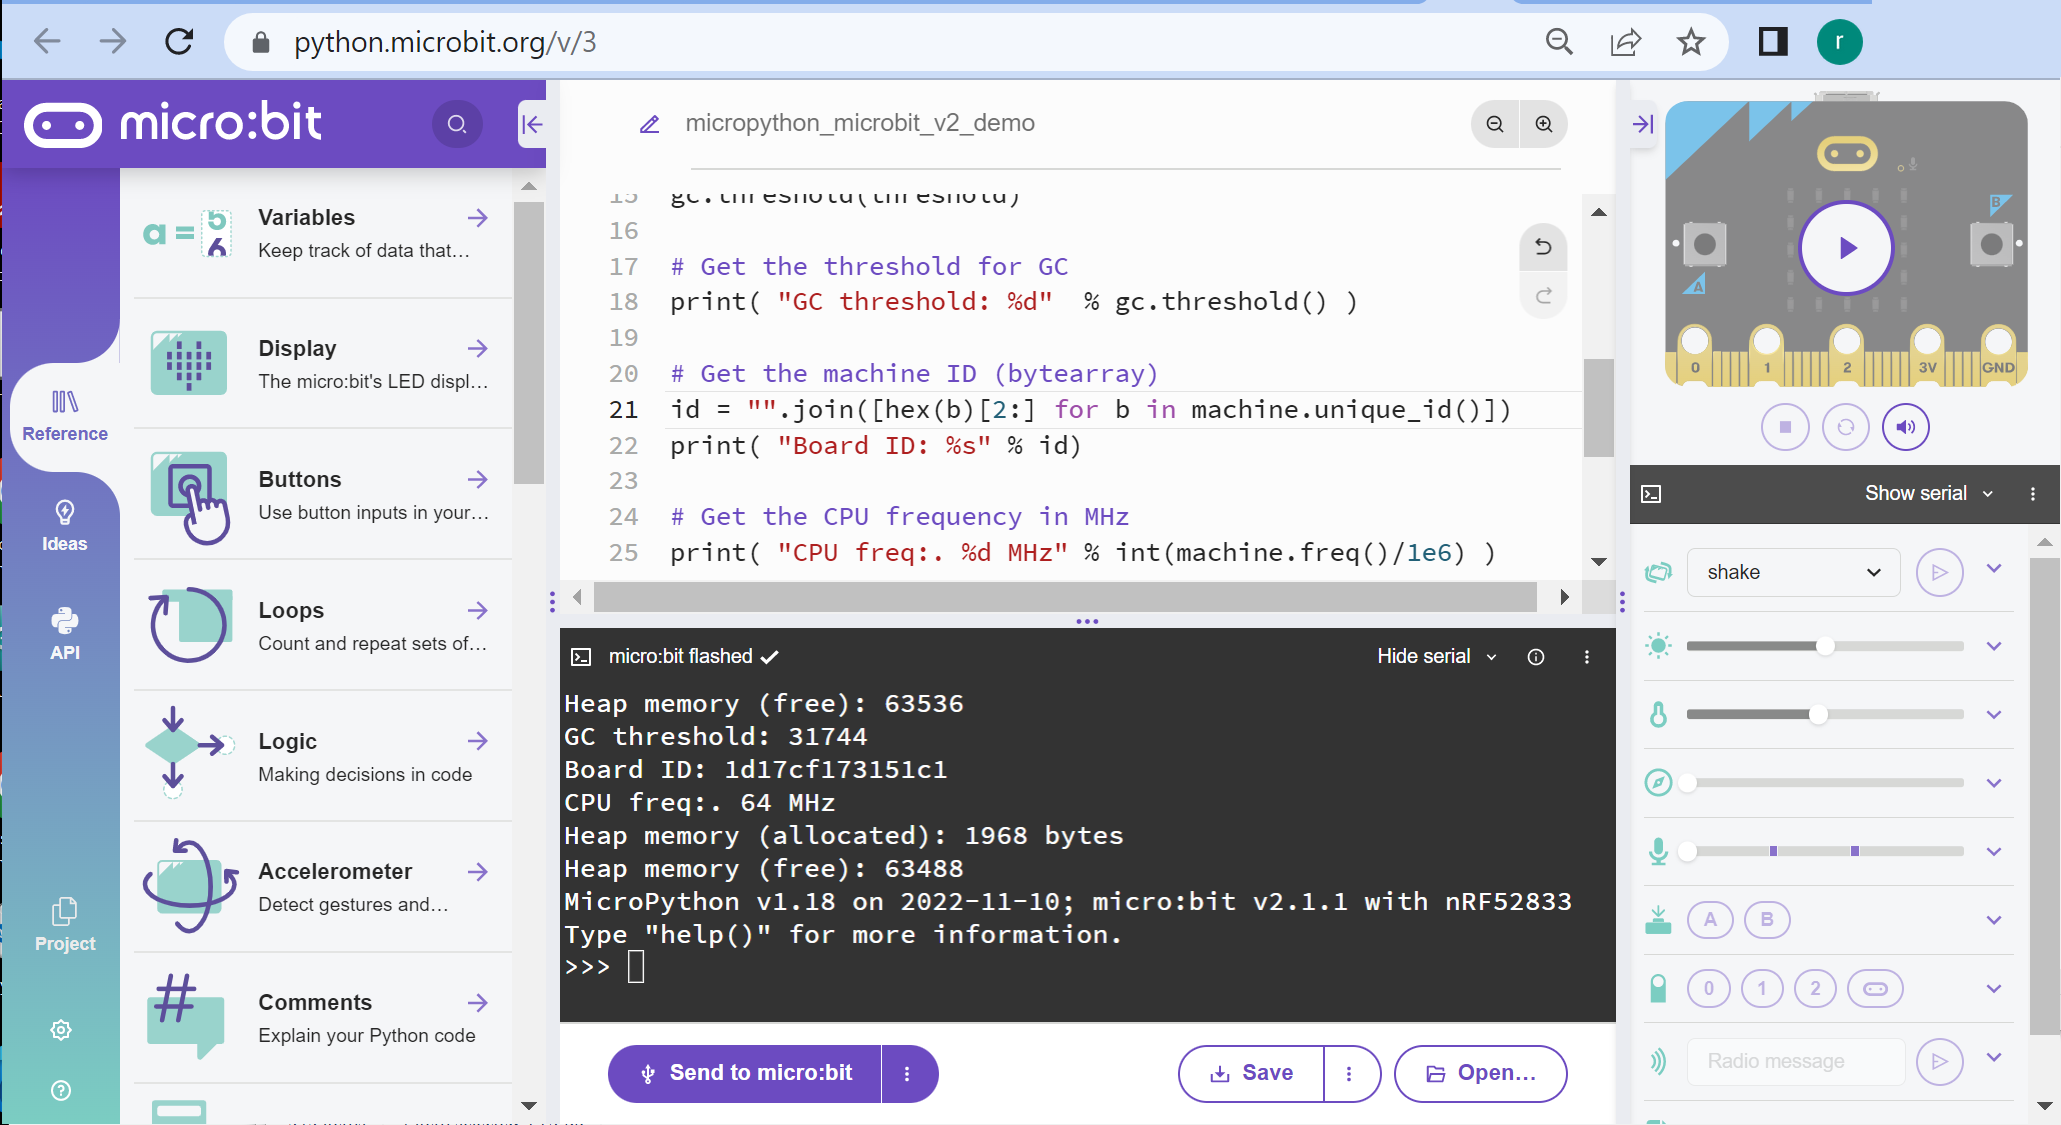 python.microbit.org/v/3
r
micro:bit
Reference
Ideas
API
Project
a = 5 6
Variables
Keep track of data that...
Display
The micro:bit's LED displ...
Buttons
Use button inputs in your...
Loops
Count and repeat sets of...
Logic
Making decisions in code
Accelerometer
Detect gestures and...
#
Comments
Explain your Python code
micropython_microbit_v2_demo
15 gc.threshold(threshold)
16
17 # Get the threshold for GC
18 print( "GC threshold: %d"  % gc.threshold() )
19
20 # Get the machine ID (bytearray)
21 id = "".join([hex(b)[2:] for b in machine.unique_id()])
22 print( "Board ID: %s" % id)
23
24 # Get the CPU frequency in MHz
25 print( "CPU freq:. %d MHz" % int(machine.freq()/1e6) )
micro:bit flashed
Hide serial
Heap memory (free): 63536
GC threshold: 31744
Board ID: 1d17cf173151c1
CPU freq:. 64 MHz
Heap memory (allocated): 1968 bytes
Heap memory (free): 63488
MicroPython v1.18 on 2022-11-10; micro:bit v2.1.1 with nRF52833
Type "help()" for more information.
>>>
Send to micro:bit
Save
Open...
A
B
0 1 2 3V GND
Show serial
shake
A B
0 1 2
Radio message